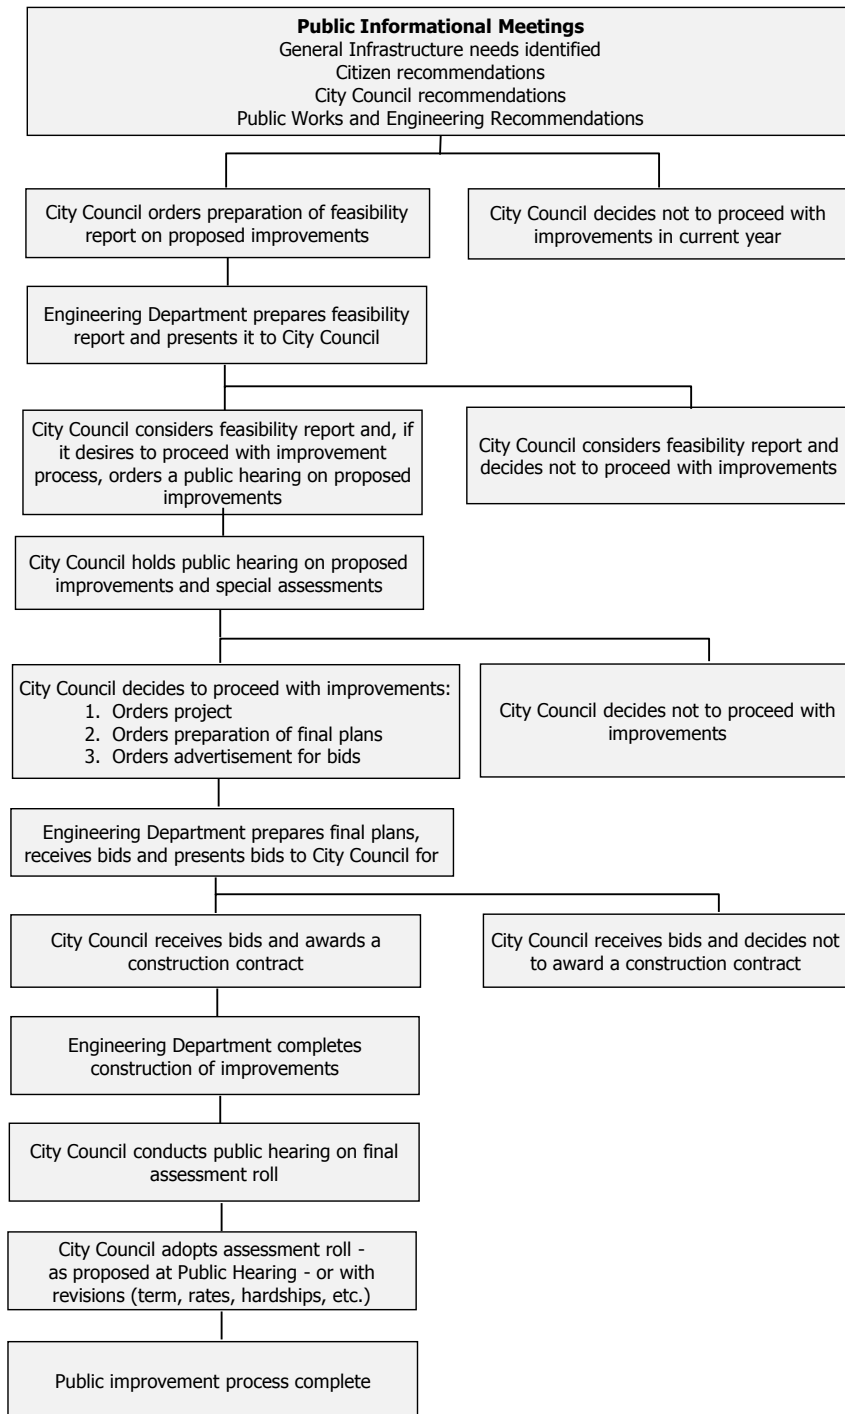 Public Informational Meetings
General Infrastructure needs identified
Citizen recommendations
City Council recommendations
Public Works and Engineering Recommendations
City Council orders preparation of feasibility
report on proposed improvements
City Council decides not to proceed with
improvements in current year
Engineering Department prepares feasibility
report and presents it to City Council
City Council considers feasibility report and, if
it desires to proceed with improvement
process, orders a public hearing on proposed
improvements
City Council considers feasibility report and
decides not to proceed with improvements
City Council holds public hearing on proposed
improvements and special assessments
City Council decides to proceed with improvements:
1. Orders project
2. Orders preparation of final plans
3. Orders advertisement for bids
City Council decides not to proceed with
improvements
Engineering Department prepares final plans,
receives bids and presents bids to City Council for
City Council receives bids and awards a
construction contract
City Council receives bids and decides not
to award a construction contract
Engineering Department completes
construction of improvements
City Council conducts public hearing on final
assessment roll
City Council adopts assessment roll -
as proposed at Public Hearing - or with
revisions (term, rates, hardships, etc.)
Public improvement process complete